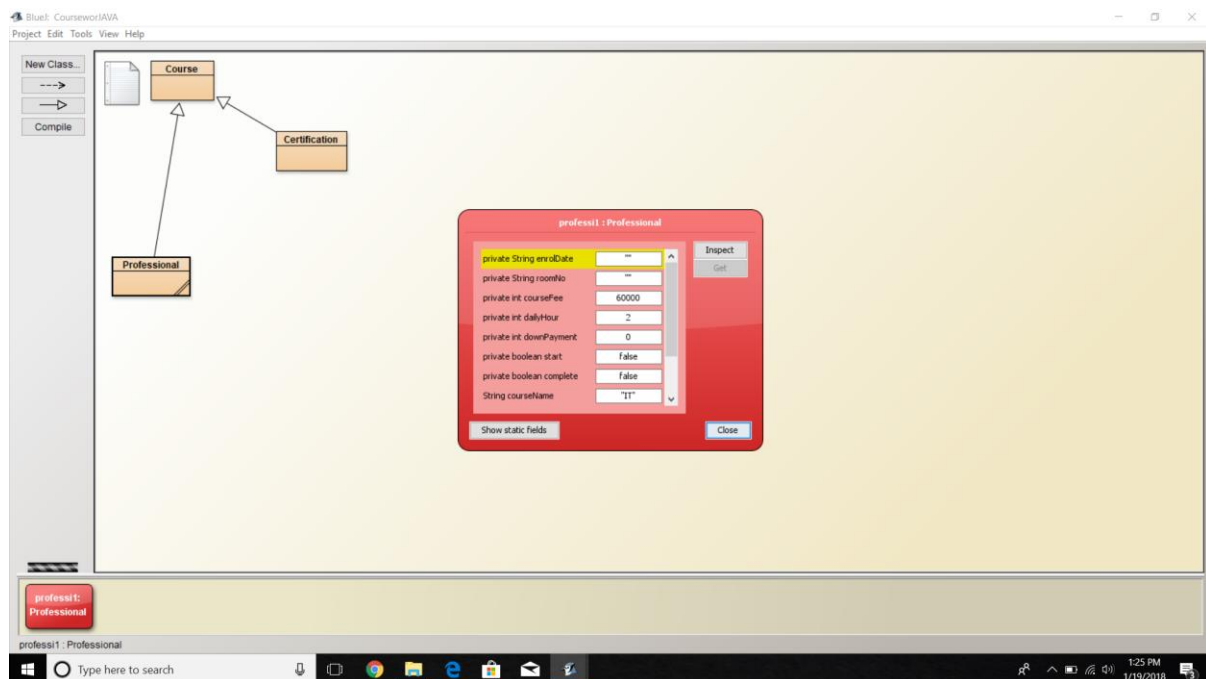 BlueJ: CourseworJAVA
Project Edit Tools View Help
New Class...
Compile
Course
Certification
Professional
professi1 : Professional
private String enrolDate ""
private String roomNo ""
private int courseFee 60000
private int dailyHour 2
private int downPayment 0
private boolean start false
private boolean complete false
String courseName "IT"
Inspect
Get
Show static fields
Close
professi1:
Professional
professi1 : Professional
Type here to search
1:25 PM
1/19/2018